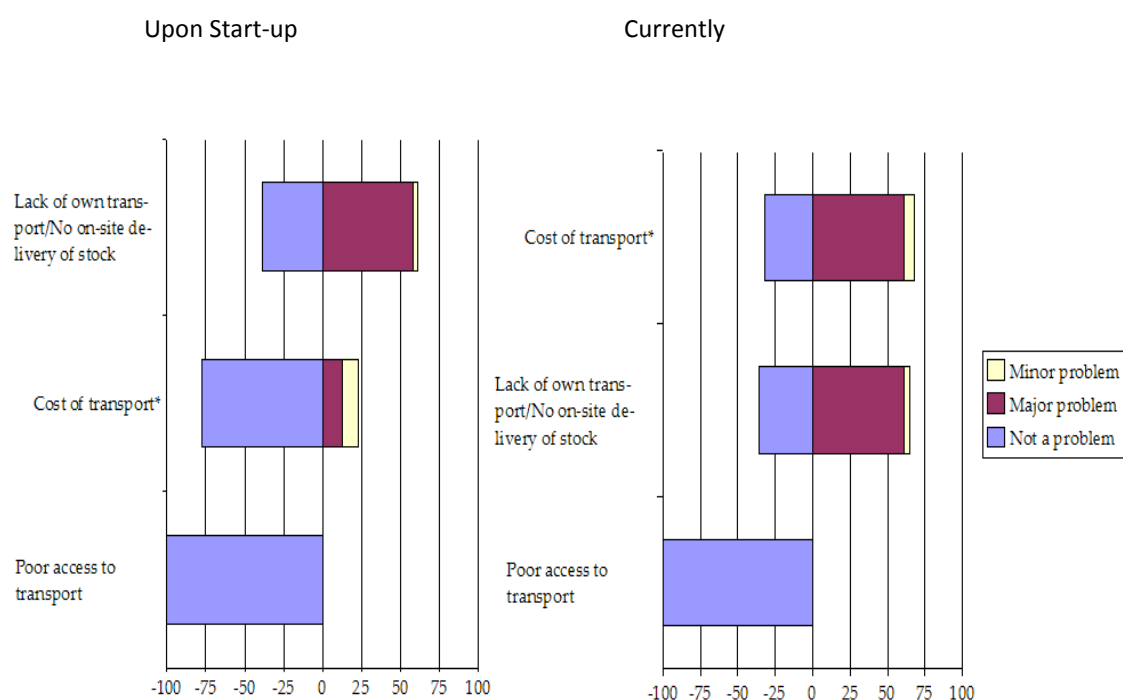 Upon Start-up
Lack of own trans-
port/No on-site de-
livery of stock
Cost of transport*
Poor access to
transport
-100 -75 -50 -25 0 25 50 75 100
Currently
Cost of transport*
Lack of own trans-
port/No on-site de-
livery of stock
Poor access to
transport
-100 -75 -50 -25 0 25 50 75 100
Minor problem
Major problem
Not a problem